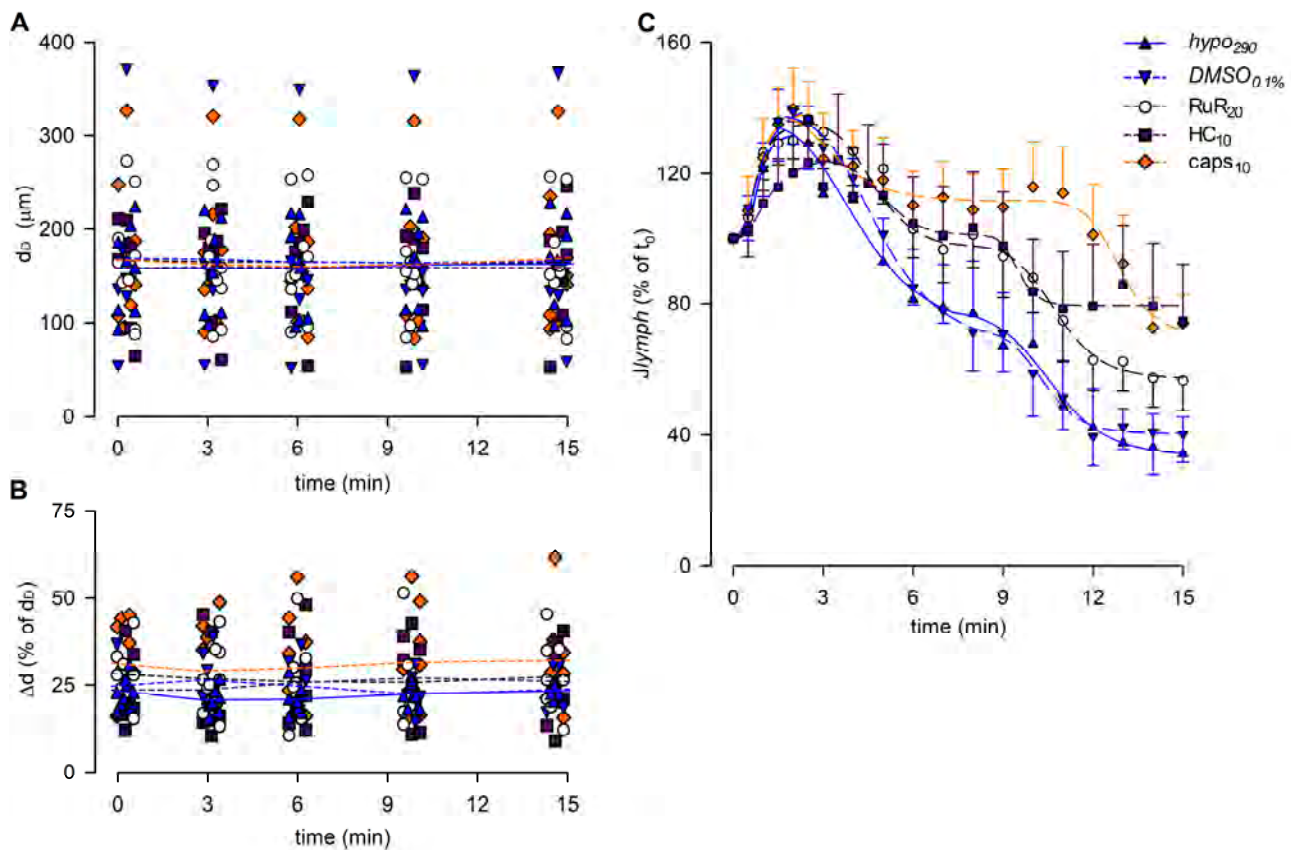 A
400
300
200
100
0
d_D (μm)
0 3 6 9 12 15
time (min)
B
75
50
25
0
Δd (% of d_D)
0 3 6 9 12 15
time (min)
C
160
120
80
40
0
Jlymph (% of t₀)
0 3 6 9 12 15
time (min)
hypo₂₉₀
DMSO₀.₁%
RuR₂₀
HC₁₀
caps₁₀